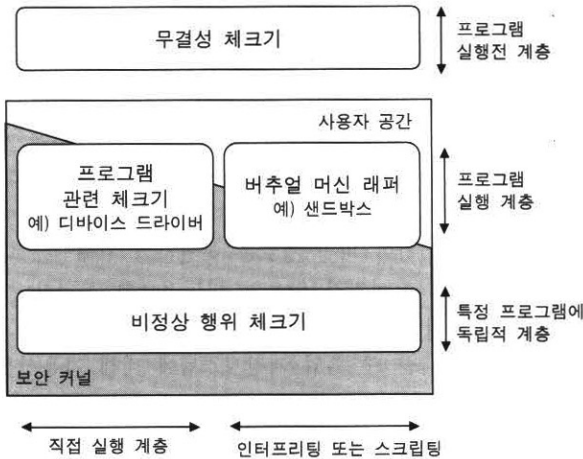 무결성 체크기
프로그램
실행전 계층
사용자 공간
프로그램
관련 체크기
예) 디바이스 드라이버
버추얼 머신 래퍼
예) 샌드박스
프로그램
실행 계층
비정상 행위 체크기
특정 프로그램에
독립적 계층
보안 커널
직접 실행 계층
인터프리팅 또는 스크립팅